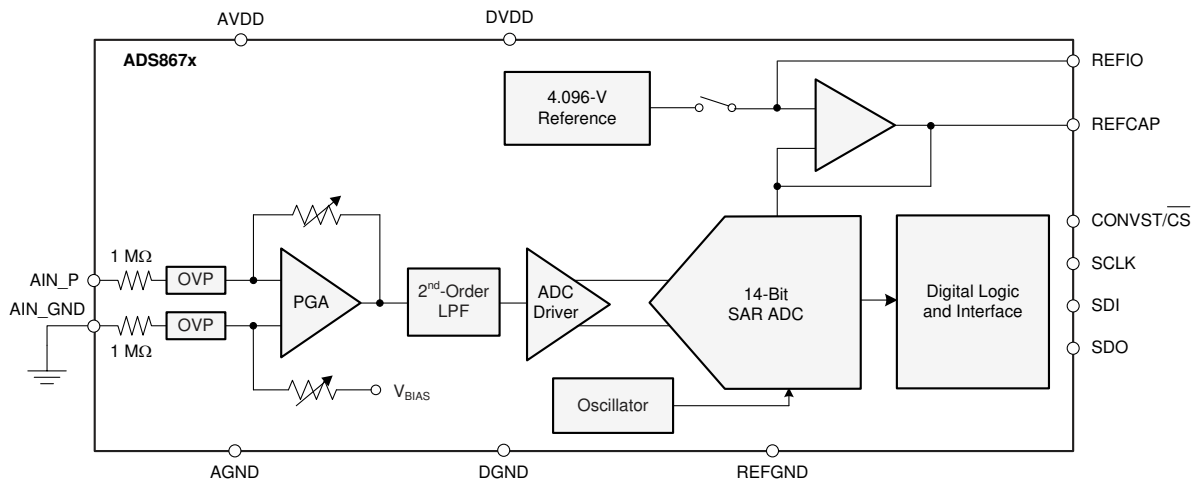 AVDD
DVDD
ADS867x
REFIO
4.096-V
Reference
REFCAP
CONVST/C̅S̅
1 MΩ
AIN_P
OVP
PGA
2nd-Order
LPF
ADC
Driver
14-Bit
SAR ADC
Digital Logic
and Interface
SCLK
SDI
SDO
AIN_GND
OVP
1 MΩ
VBIAS
Oscillator
AGND
DGND
REFGND